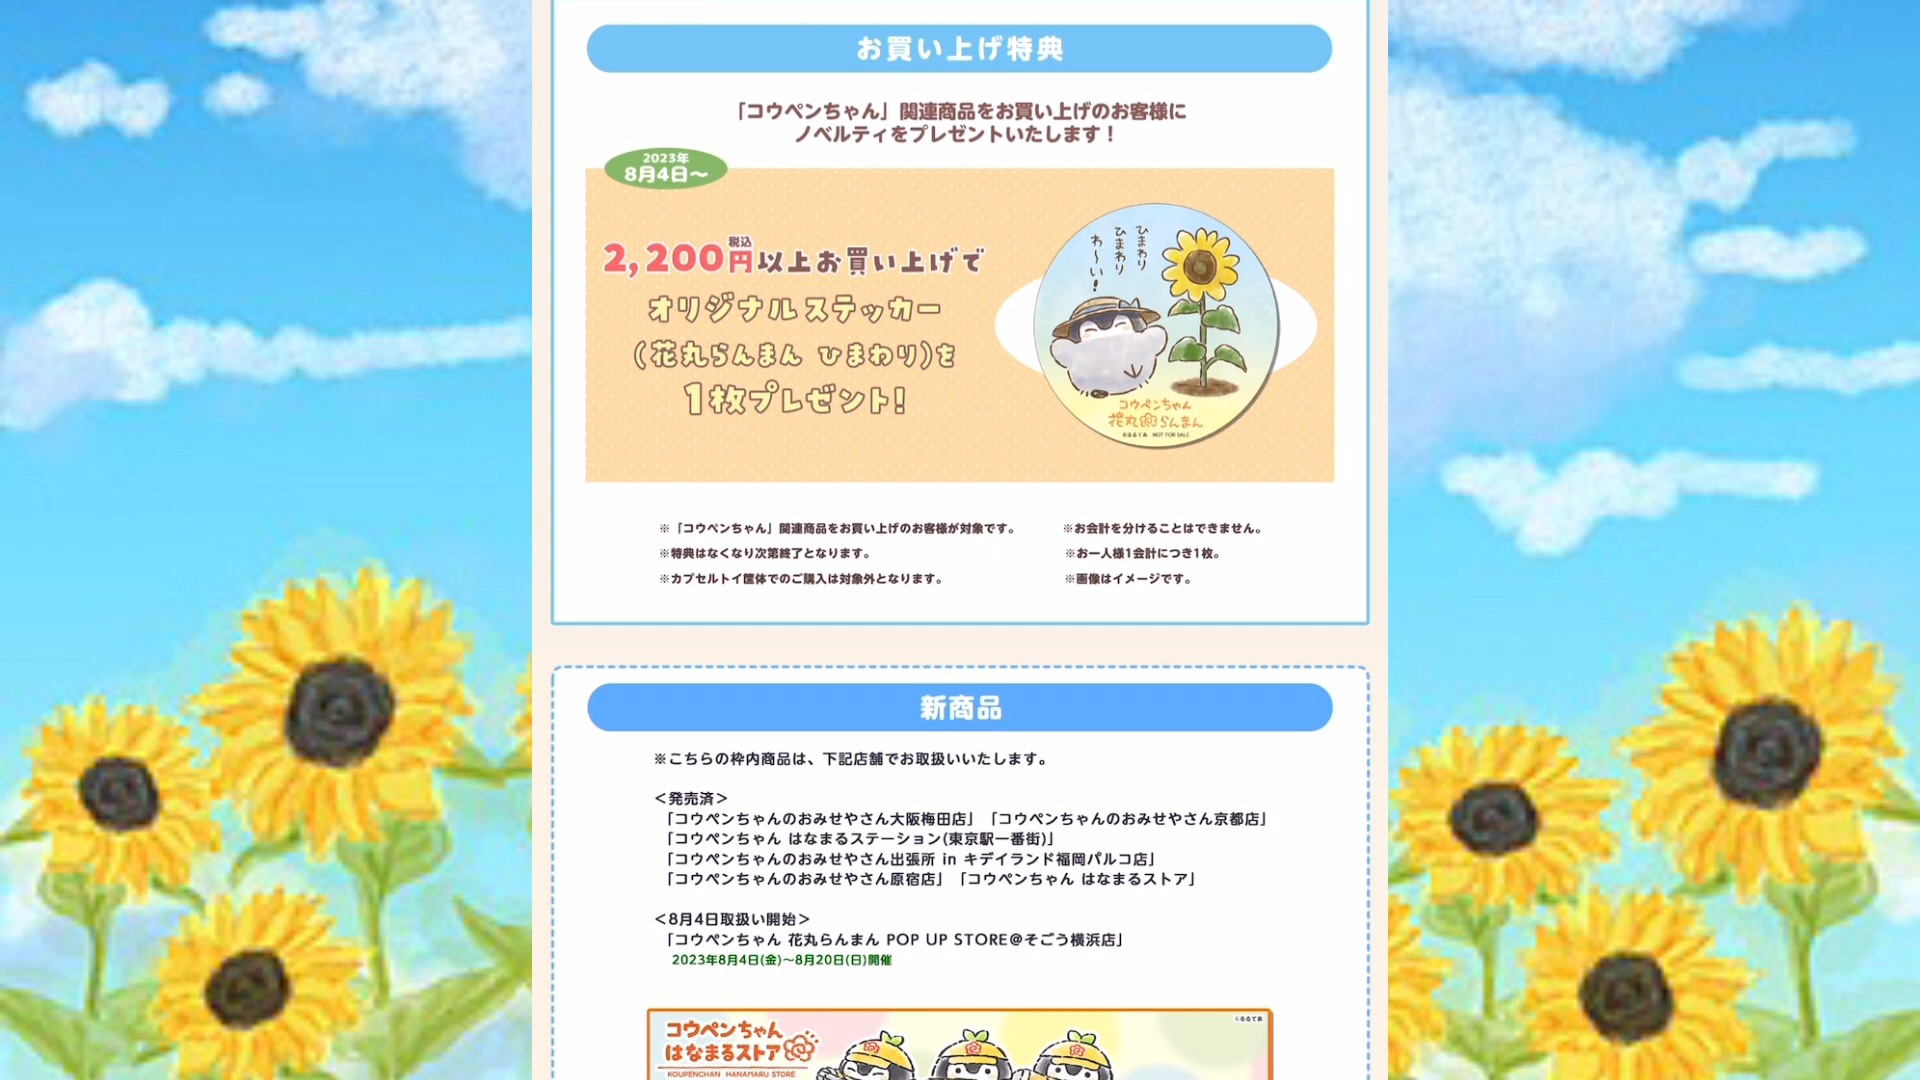 お買い上げ特典
「コウペンちゃん」関連商品をお買い上げのお客様に
ノベルティをプレゼントいたします！
2023年
8月4日～
2,200円税込以上お買い上げで
オリジナルステッカー
(花丸らんまん ひまわり)を
1枚プレゼント!
ひまわり
ひまわり
わ～い!
コウペンちゃん
花丸らんまん
©るるてあ NOT FOR SALE
※「コウペンちゃん」関連商品をお買い上げのお客様が対象です。
※特典はなくなり次第終了となります。
※カプセルトイ筐体でのご購入は対象外となります。
※お会計を分けることはできません。
※お一人様1会計につき1枚。
※画像はイメージです。
新商品
※こちらの枠内商品は、下記店舗でお取扱いいたします。
＜発売済＞
「コウペンちゃんのおみせやさん大阪梅田店」「コウペンちゃんのおみせやさん京都店」
「コウペンちゃん はなまるステーション(東京駅一番街)」
「コウペンちゃんのおみせやさん出張所 in キデイランド福岡パルコ店」
「コウペンちゃんのおみせやさん原宿店」「コウペンちゃん はなまるストア」
＜8月4日取扱い開始＞
「コウペンちゃん 花丸らんまん POP UP STORE＠そごう横浜店」
2023年8月4日(金)～8月20日(日)開催
©るるてあ
コウペンちゃん
はなまるストア
KOUPENCHAN HANAMARU STORE